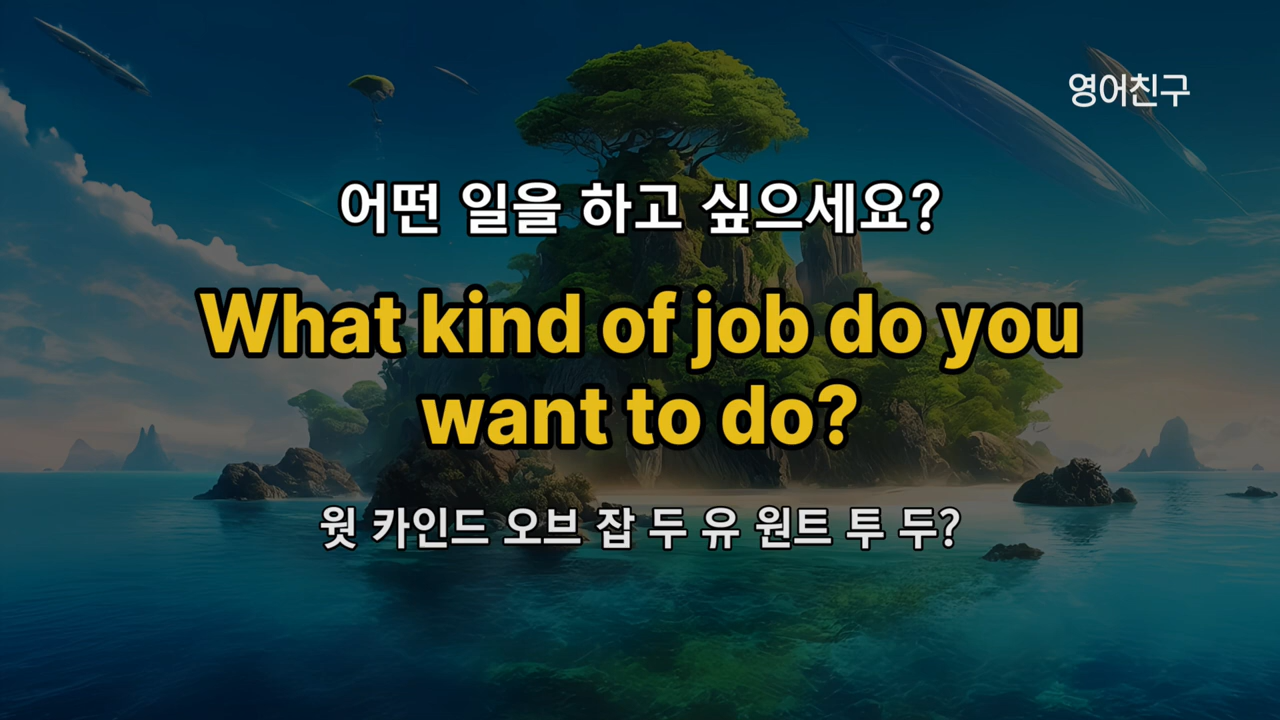 영어친구
어떤 일을 하고 싶으세요?
What kind of job do you
want to do?
웟 카인드 오브 잡 두 유 원트 투 두?